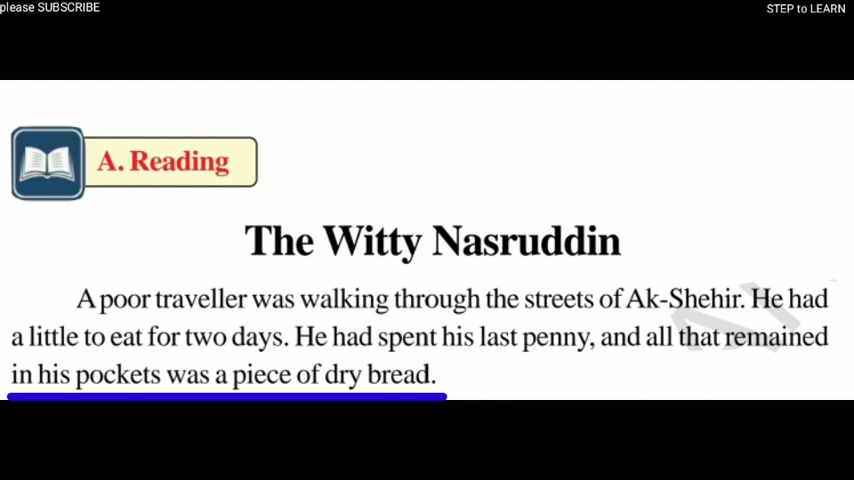 please SUBSCRIBE
STEP to LEARN
A. Reading
The Witty Nasruddin
A poor traveller was walking through the streets of Ak-Shehir. He had
a little to eat for two days. He had spent his last penny, and all that remained
in his pockets was a piece of dry bread.